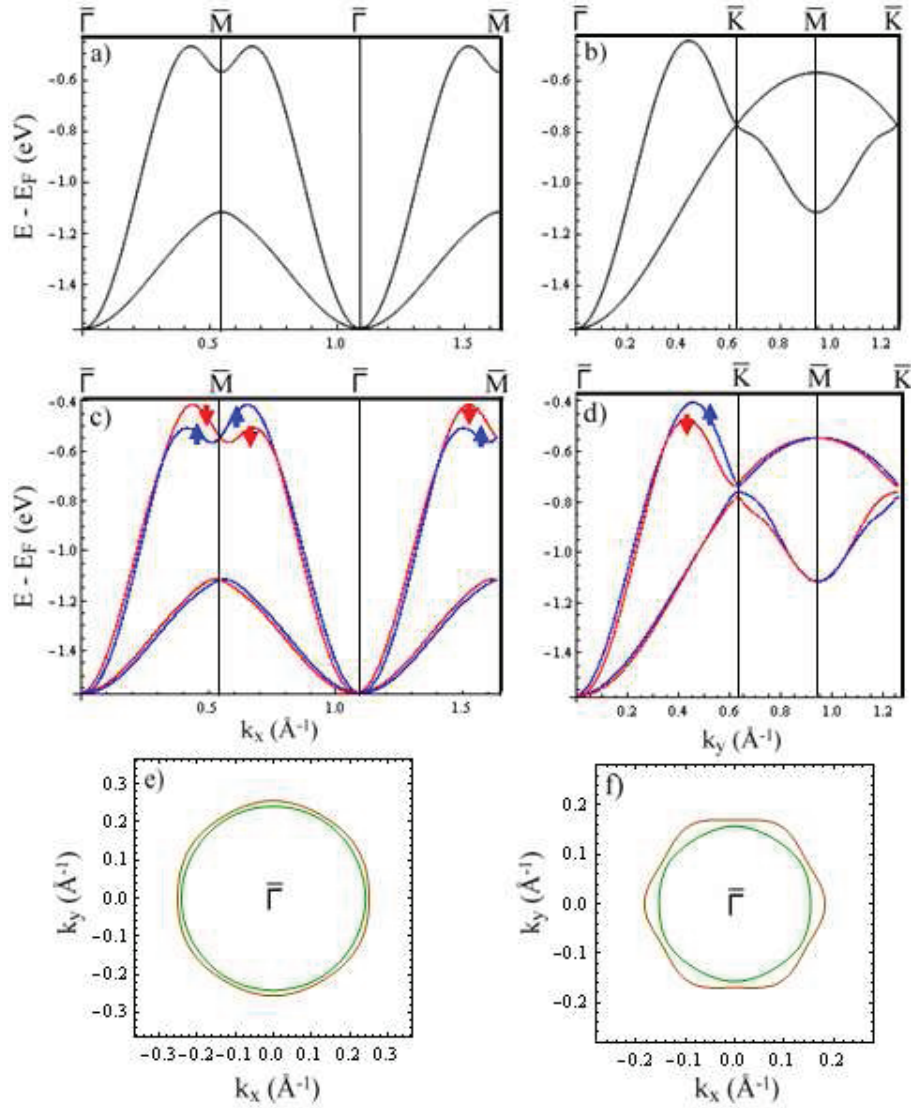 Γ̅ M̅ Γ̅ M̅
a)
E - E_F (eV)
-0.6
-0.8
-1.0
-1.2
-1.4
0.5 1.0 1.5
Γ̅ K̅ M̅ K̅
b)
-0.6
-0.8
-1.0
-1.2
-1.4
0.2 0.4 0.6 0.8 1.0 1.2
Γ̅ M̅ Γ̅ M̅
c)
E - E_F (eV)
-0.4
-0.6
-0.8
-1.0
-1.2
-1.4
0.5 1.0 1.5
k_x (Å⁻¹)
Γ̅ K̅ M̅ K̅
d)
-0.4
-0.6
-0.8
-1.0
-1.2
-1.4
0.2 0.4 0.6 0.8 1.0 1.2
k_y (Å⁻¹)
e)
k_y (Å⁻¹)
0.3
0.2
0.1
0.0
-0.1
-0.2
-0.3
Γ̅
-0.3 -0.2 -0.1 0.0 0.1 0.2 0.3
k_x (Å⁻¹)
f)
k_y (Å⁻¹)
0.2
0.1
0.0
-0.1
-0.2
Γ̅
-0.2 -0.1 0.0 0.1 0.2
k_x (Å⁻¹)